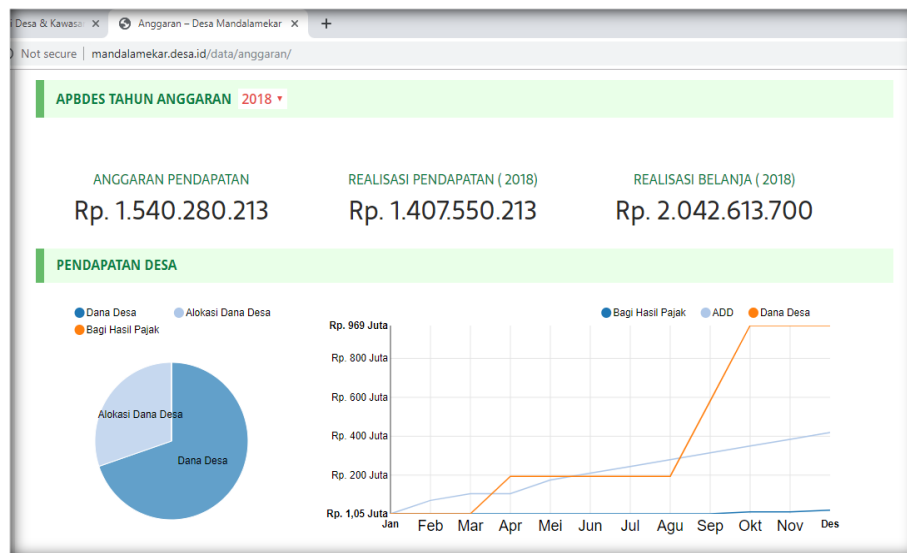 Desa & Kawasa
Anggaran – Desa Mandalamekar
Not secure | mandalamekar.desa.id/data/anggaran/
APBDES TAHUN ANGGARAN 2018
ANGGARAN PENDAPATAN
Rp. 1.540.280.213
REALISASI PENDAPATAN ( 2018)
Rp. 1.407.550.213
REALISASI BELANJA ( 2018)
Rp. 2.042.613.700
PENDAPATAN DESA
Dana Desa
Alokasi Dana Desa
Bagi Hasil Pajak
Alokasi Dana Desa
Dana Desa
Bagi Hasil Pajak
ADD
Dana Desa
Rp. 969 Juta
Rp. 800 Juta
Rp. 600 Juta
Rp. 400 Juta
Rp. 200 Juta
Rp. 1,05 Juta
Jan Feb Mar Apr Mei Jun Jul Agu Sep Okt Nov Des